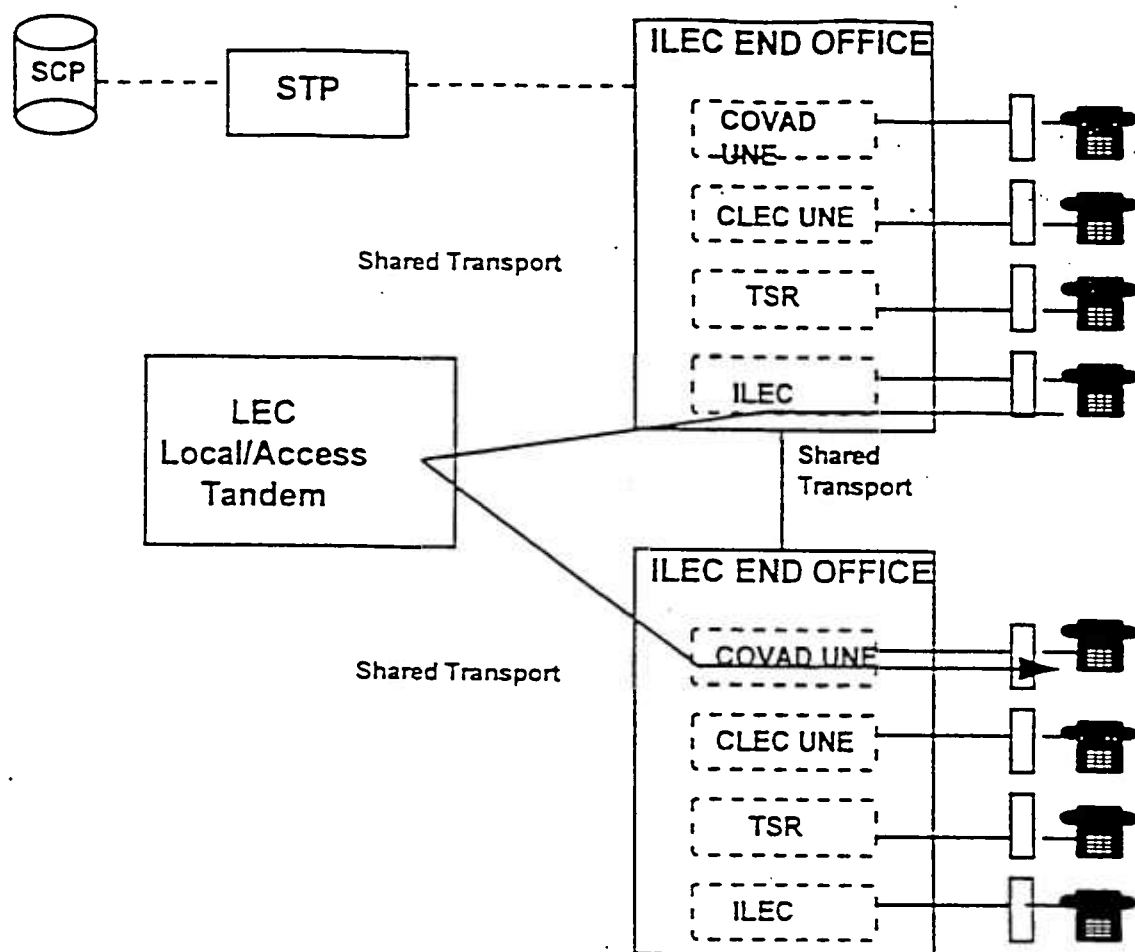 SCP
STP
ILEC END OFFICE
COVAD
UNE
CLEC UNE
Shared Transport
TSR
ILEC
LEC
Local/Access
Tandem
Shared
Transport
ILEC END OFFICE
COVAD UNE
Shared Transport
CLEC UNE
TSR
ILEC